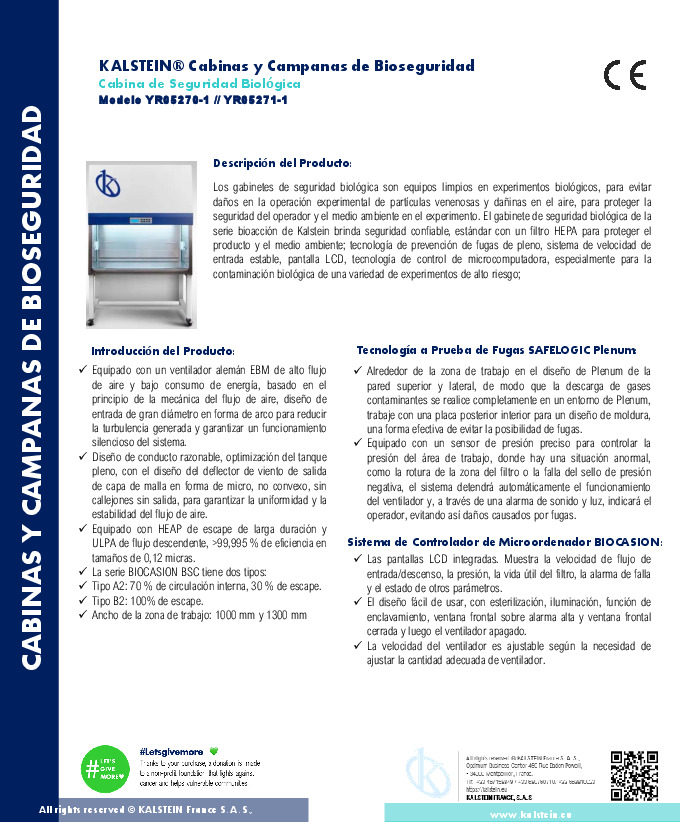 CABINAS Y CAMPANAS DE BIOSEGURIDAD
KALSTEIN® Cabinas y Campanas de Bioseguridad
Cabina de Seguridad Biológica
Modelo YR05270-1 // YR05271-1
CE
Descripción del Producto:
Los gabinetes de seguridad biológica son equipos limpios en experimentos biológicos, para evitar
daños en la operación experimental de partículas venenosas y dañinas en el aire, para proteger la
seguridad del operador y el medio ambiente en el experimento. El gabinete de seguridad biológica de la
serie bioacción de Kalstein brinda seguridad confiable, estándar con un filtro HEPA para proteger el
producto y el medio ambiente; tecnología de prevención de fugas de pleno, sistema de velocidad de
entrada estable, pantalla LCD, tecnología de control de microcomputadora, especialmente para la
contaminación biológica de una variedad de experimentos de alto riesgo;
Introducción del Producto:
✓ Equipado con un ventilador alemán EBM de alto flujo
de aire y bajo consumo de energía, basado en el
principio de la mecánica del flujo de aire, diseño de
entrada de gran diámetro en forma de arco para reducir
la turbulencia generada y garantizar un funcionamiento
silencioso del sistema.
✓ Diseño de conducto razonable, optimización del tanque
pleno, con el diseño del deflector de viento de salida
de capa de malla en forma de micro, no convexo, sin
callejones sin salida, para garantizar la uniformidad y la
estabilidad del flujo de aire.
✓ Equipado con HEAP de escape de larga duración y
ULPA de flujo descendente, >99,995 % de eficiencia en
tamaños de 0,12 micras.
✓ La serie BIOCASION BSC tiene dos tipos:
✓ Tipo A2: 70 % de circulación interna, 30 % de escape.
✓ Tipo B2: 100% de escape.
✓ Ancho de la zona de trabajo: 1000 mm y 1300 mm
Tecnología a Prueba de Fugas SAFELOGIC Plenum:
✓ Alrededor de la zona de trabajo en el diseño de Plenum de la
pared superior y lateral, de modo que la descarga de gases
contaminantes se realice completamente en un entorno de Plenum,
trabaje con una placa posterior interior para un diseño de moldura,
una forma efectiva de evitar la posibilidad de fugas.
✓ Equipado con un sensor de presión preciso para controlar la
presión del área de trabajo, donde hay una situación anormal,
como la rotura de la zona del filtro o la falla del sello de presión
negativa, el sistema detendrá automáticamente el funcionamiento
del ventilador y, a través de una alarma de sonido y luz, indicará el
operador, evitando así daños causados por fugas.
Sistema de Controlador de Microordenador BIOCASION:
✓ Las pantallas LCD integradas. Muestra la velocidad de flujo de
entrada/descenso, la presión, la vida útil del filtro, la alarma de falla
y el estado de otros parámetros.
✓ El diseño fácil de usar, con esterilización, iluminación, función de
enclavamiento, ventana frontal sobre alarma alta y ventana frontal
cerrada y luego el ventilador apagado.
✓ La velocidad del ventilador es ajustable según la necesidad de
ajustar la cantidad adecuada de ventilador.
# LET'S
GIVE
MORE
#Letsgivemore
Thanks to your purchase, a donation is made
to a non-profit foundation that fights against
cancer and helps vulnerable communities
All rights reserved © KALSTEIN France S. A. S.,
KALSTEIN FRANCE, S.A.S
All rights reserved © KALSTEIN France S.A.S.,
www.kalstein.eu